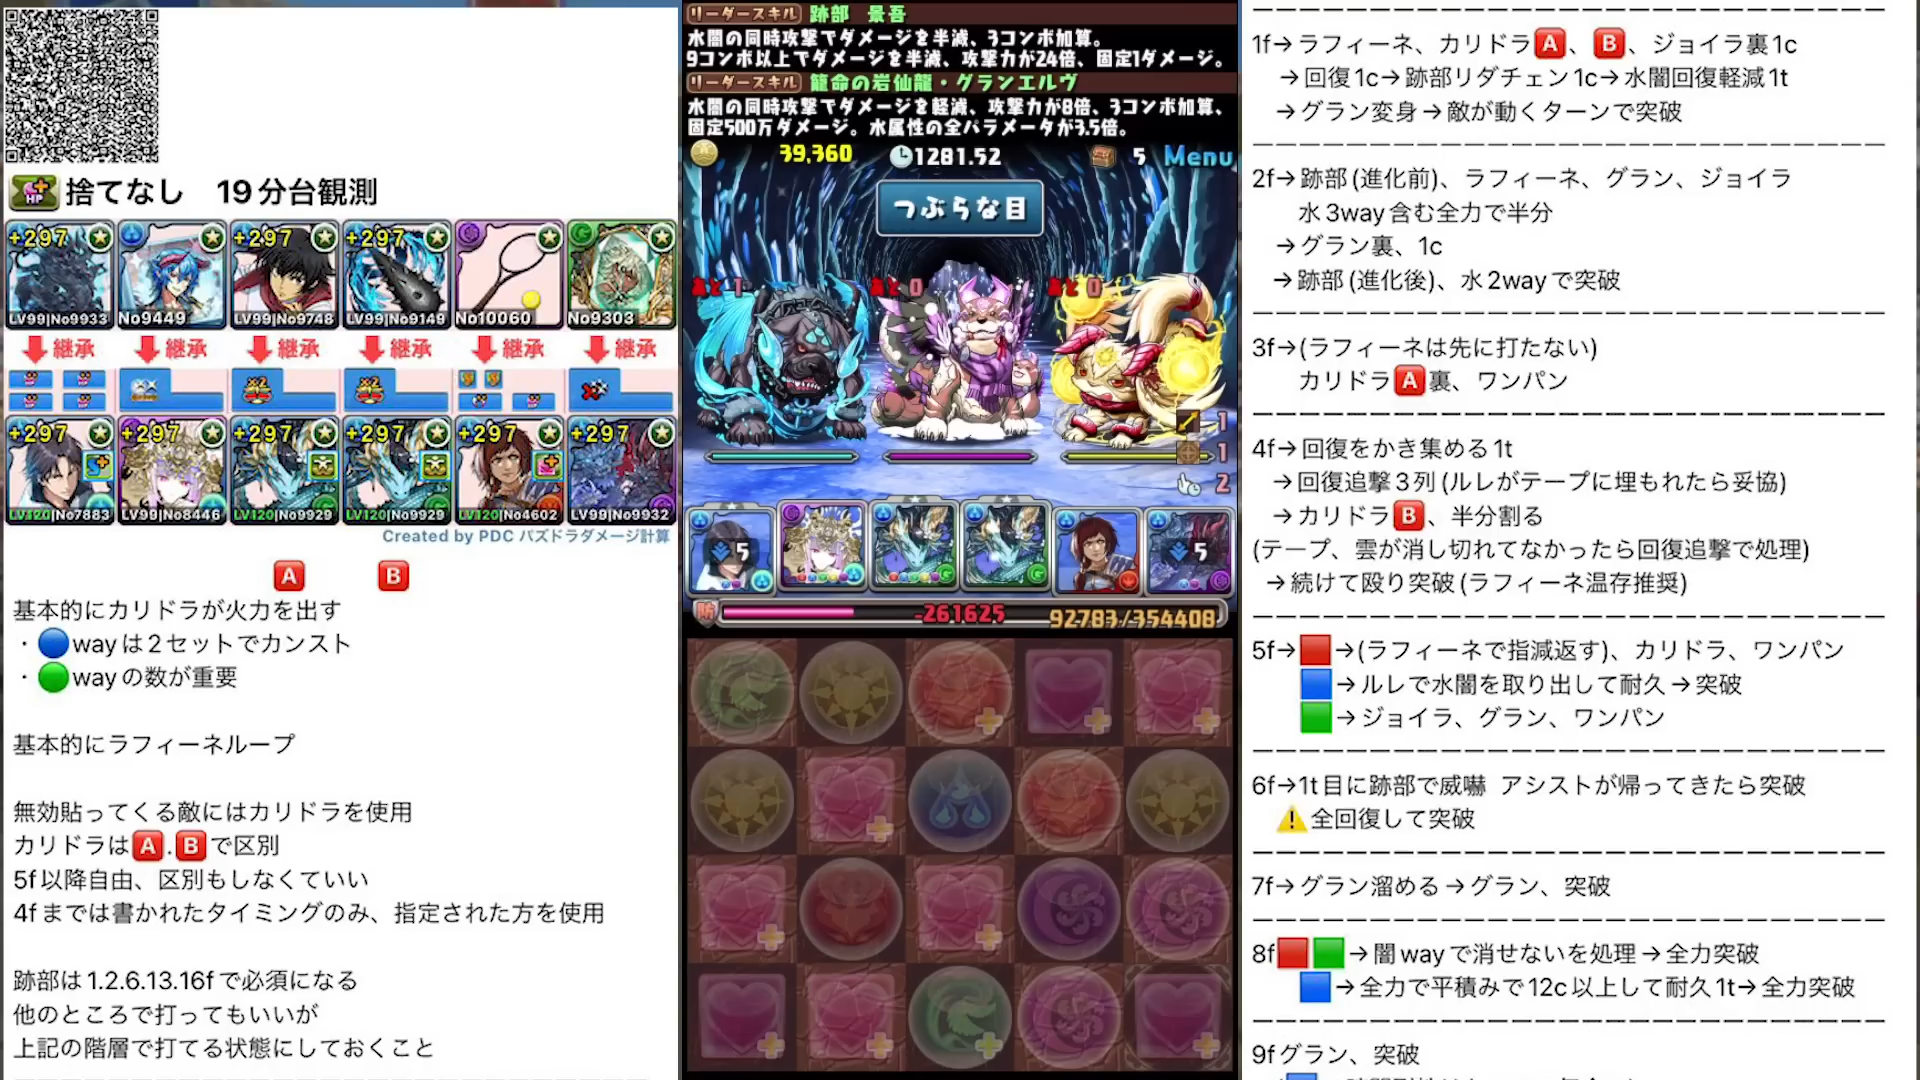 捨てなし 19分台観測
+297
+297
+297
LV99|No9933
No9449
LV99|No9748
LV99|No9149
No10060
No9303
継承
継承
継承
継承
継承
継承
+297
+297
+297
+297
+297
+297
LV120|No7883
LV99|No8446
LV120|No9929
LV120|No9929
LV120|No4602
LV99|No9932
Created by PDC パズドラダメージ計算
A B
基本的にカリドラが火力を出す
・🔵wayは2セットでカンスト
・🟢wayの数が重要
基本的にラフィーネループ
無効貼ってくる敵にはカリドラを使用
カリドラはA.Bで区別
5f以降自由、区別もしなくていい
4fまでは書かれたタイミングのみ、指定された方を使用
跡部は1.2.6.13.16fで必須になる
他のところで打ってもいいが
上記の階層で打てる状態にしておくこと
リーダースキル 跡部 景吾
水闇の同時攻撃でダメージを半減、3コンボ加算。
9コンボ以上でダメージを半減、攻撃力が24倍、固定1ダメージ。
リーダースキル 籠命の岩仙龍・グランエルヴ
水闇の同時攻撃でダメージを軽減、攻撃力が8倍、3コンボ加算、
固定500万ダメージ。水属性の全パラメータが3.5倍。
39,360
1281.52
5
Menu
つぶらな目
あと1
あと0
あと0
1
1
2
5
5
-261625
92783/354408
1f→ラフィーネ、カリドラA、B、ジョイラ裏1c
→回復1c→跡部リダチェン1c→水闇回復軽減1t
→グラン変身→敵が動くターンで突破
2f→跡部(進化前)、ラフィーネ、グラン、ジョイラ
水3way含む全力で半分
→グラン裏、1c
→跡部(進化後)、水2wayで突破
3f→(ラフィーネは先に打たない)
カリドラA裏、ワンパン
4f→回復をかき集める1t
→回復追撃3列(ルレがテープに埋もれたら妥協)
→カリドラB、半分割る
(テープ、雲が消し切れてなかったら回復追撃で処理)
→続けて殴り突破(ラフィーネ温存推奨)
5f→🟥→(ラフィーネで指減返す)、カリドラ、ワンパン
🟦→ルレで水闇を取り出して耐久→突破
🟩→ジョイラ、グラン、ワンパン
6f→1t目に跡部で威嚇 アシストが帰ってきたら突破
⚠️全回復して突破
7f→グラン溜める→グラン、突破
8f🟥🟩→闇wayで消せないを処理→全力突破
🟦→全力で平積みで12c以上して耐久1t→全力突破
9fグラン、突破